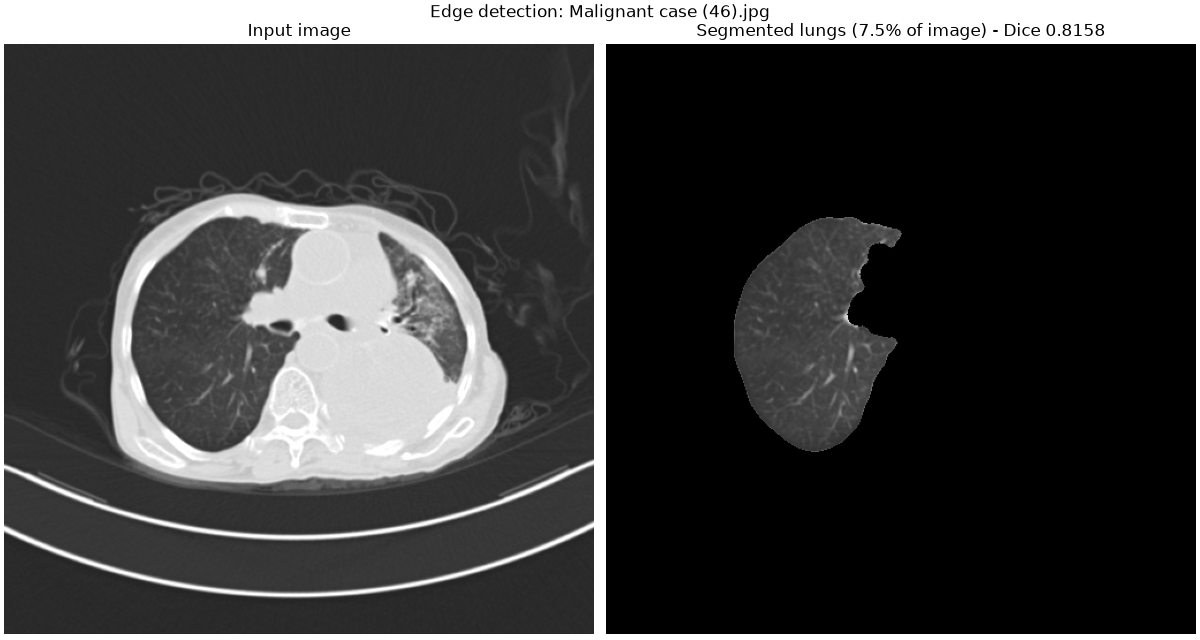 Edge detection: Malignant case (46).jpg
Input image
Segmented lungs (7.5% of image) - Dice 0.8158